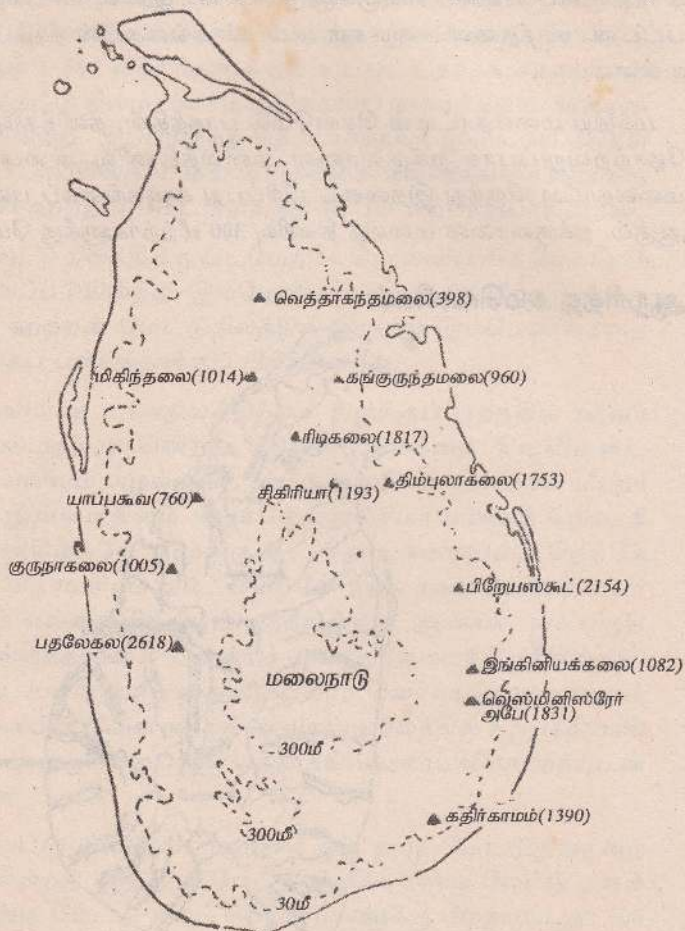 வெத்தாகந்தமலை(398)
மிகிந்தலை(1014)
கங்குருந்தமலை(960)
ரிடிகலை(1817)
திம்புலாகலை(1753)
சிகிரியா(1193)
யாப்பகூவ(760)
குருநாகலை(1005)
பிறேயஸ்கூட்(2154)
பதலேகல(2618)
இங்கினியக்கலை(1082)
மலைநாடு
வெஸ்மினிஸ்ரேர்
அபே(1831)
300மீ
கதிர்காமம்(1390)
300மீ
30மீ